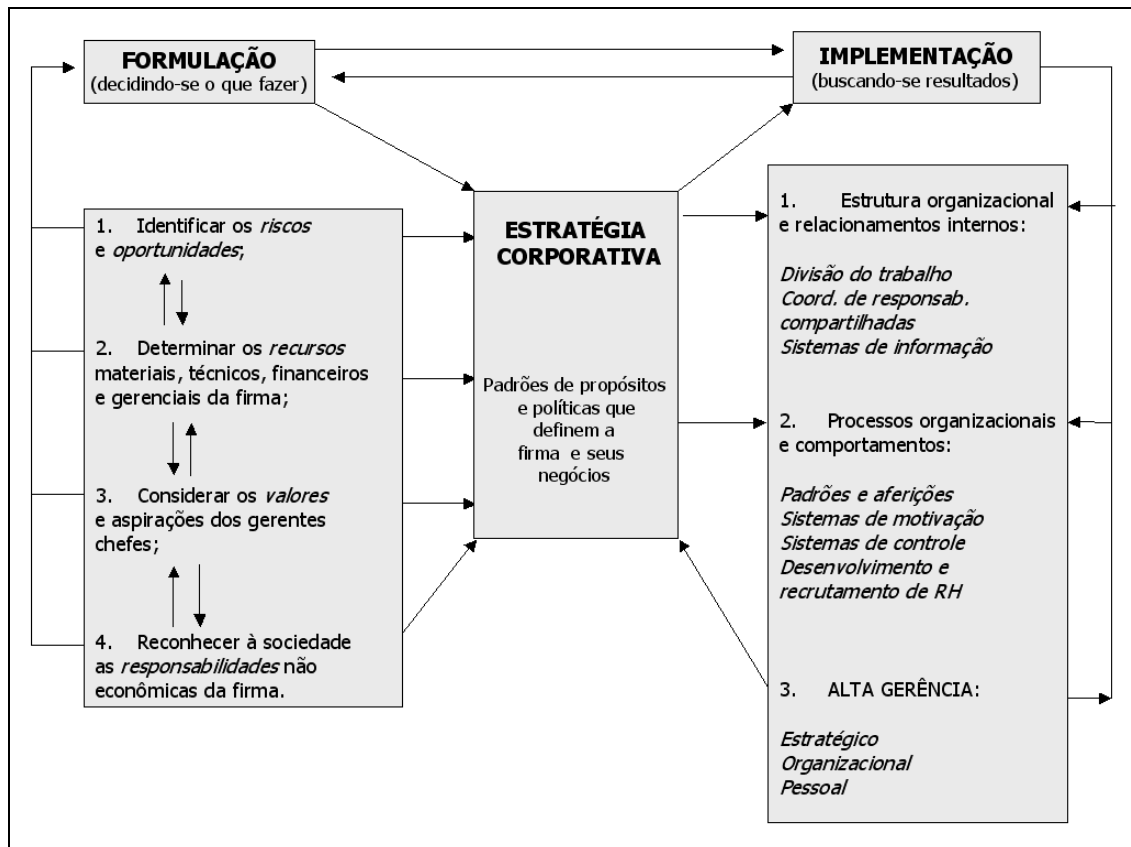 FORMULAÇÃO
(decidindo-se o que fazer)
IMPLEMENTAÇÃO
(buscando-se resultados)
1. Identificar os riscos
e oportunidades;
2. Determinar os recursos
materiais, técnicos, financeiros
e gerenciais da firma;
3. Considerar os valores
e aspirações dos gerentes
chefes;
4. Reconhecer à sociedade
as responsabilidades não
econômicas da firma.
ESTRATÉGIA
CORPORATIVA
Padrões de propósitos
e políticas que
definem a
firma e seus
negócios
1. Estrutura organizacional
e relacionamentos internos:
Divisão do trabalho
Coord. de responsab.
compartilhadas
Sistemas de informação
2. Processos organizacionais
e comportamentos:
Padrões e aferições
Sistemas de motivação
Sistemas de controle
Desenvolvimento e
recrutamento de RH
3. ALTA GERÊNCIA:
Estratégico
Organizacional
Pessoal